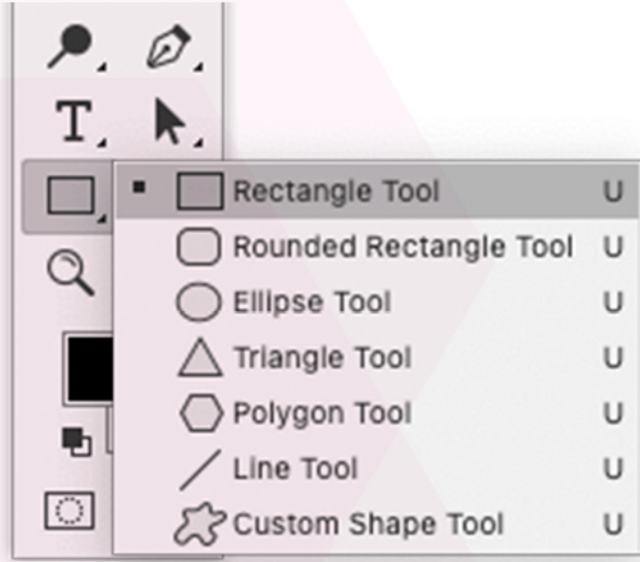 T
Rectangle Tool U
Rounded Rectangle Tool U
Ellipse Tool U
Triangle Tool U
Polygon Tool U
Line Tool U
Custom Shape Tool U